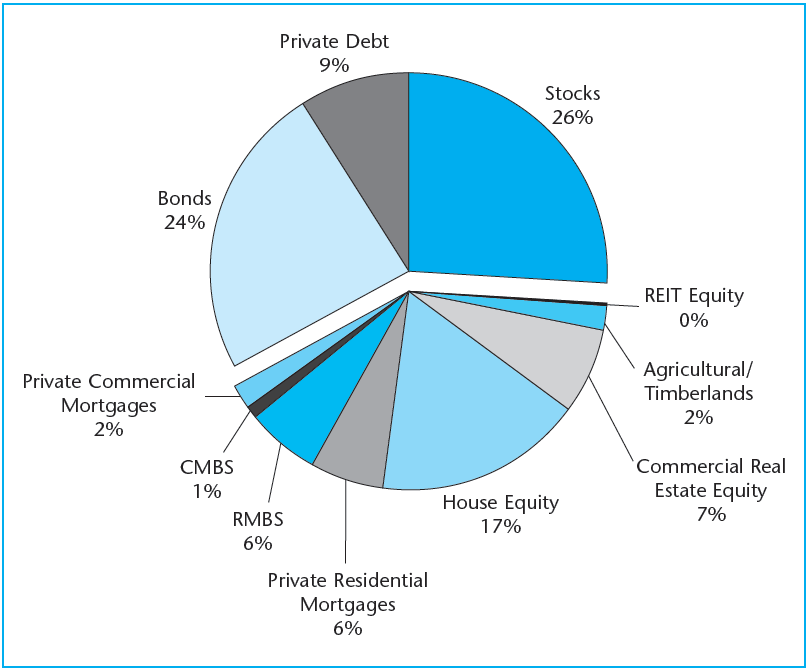 Private Debt
9%
Stocks
26%
Bonds
24%
REIT Equity
0%
Agricultural/
Timberlands
2%
Private Commercial
Mortgages
2%
CMBS
1%
Commercial Real
Estate Equity
7%
House Equity
17%
RMBS
6%
Private Residential
Mortgages
6%